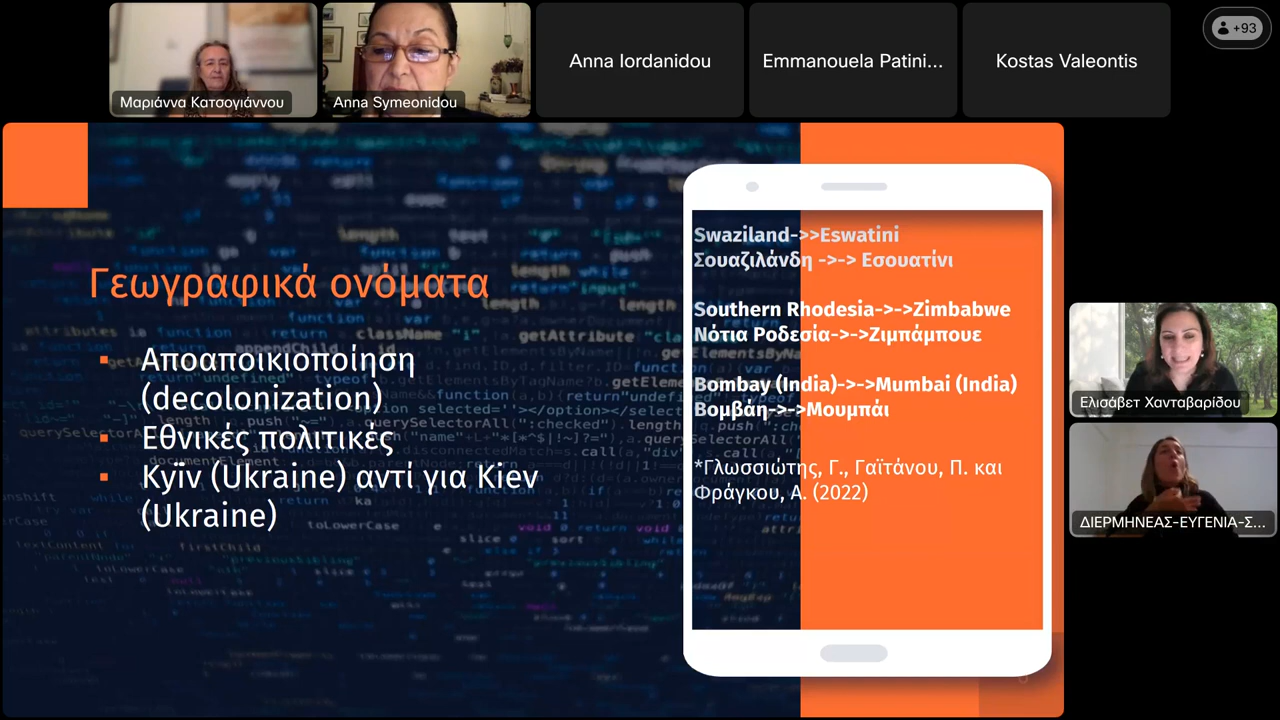 Μαριάννα Κατσογιάννου
Anna Symeonidou
Anna Iordanidou
Emmanouela Patini...
Kostas Valeontis
+93
Γεωγραφικά ονόματα
Αποαποικιοποίηση
(decolonization)
Εθνικές πολιτικές
Kyïv (Ukraine) αντί για Kiev
(Ukraine)
Swaziland->>Eswatini
Σουαζιλάνδη ->-> Εσουατίνι
Southern Rhodesia->->Zimbabwe
Νότια Ροδεσία->->Ζιμπάμπουε
Bombay (India)->->Mumbai (India)
Βομβάη->->Μουμπάι
*Γλωσσιώτης, Γ., Γαϊτάνου, Π. και
Φράγκου, Α. (2022)
Ελισάβετ Χανταβαρίδου
ΔΙΕΡΜΗΝΕΑΣ-ΕΥΓΕΝΙΑ-Σ...